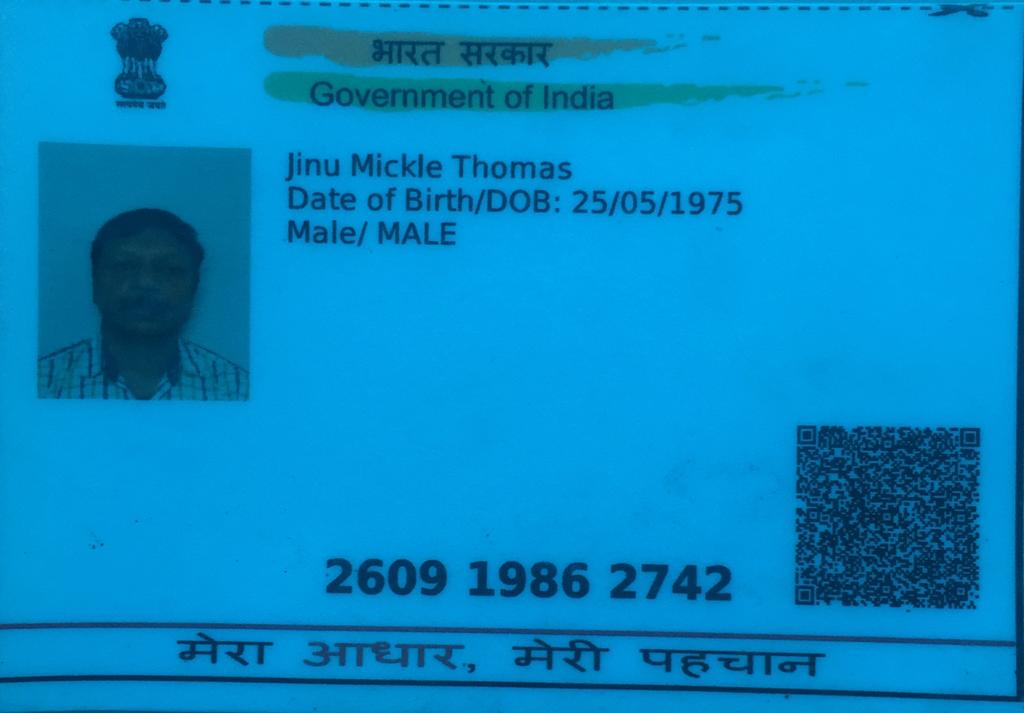 सत्यमेव जयते
भारत सरकार
Government of India
Jinu Mickle Thomas
Date of Birth/DOB: 25/05/1975
Male/ MALE
2609 1986 2742
मेरा आधार, मेरी पहचान